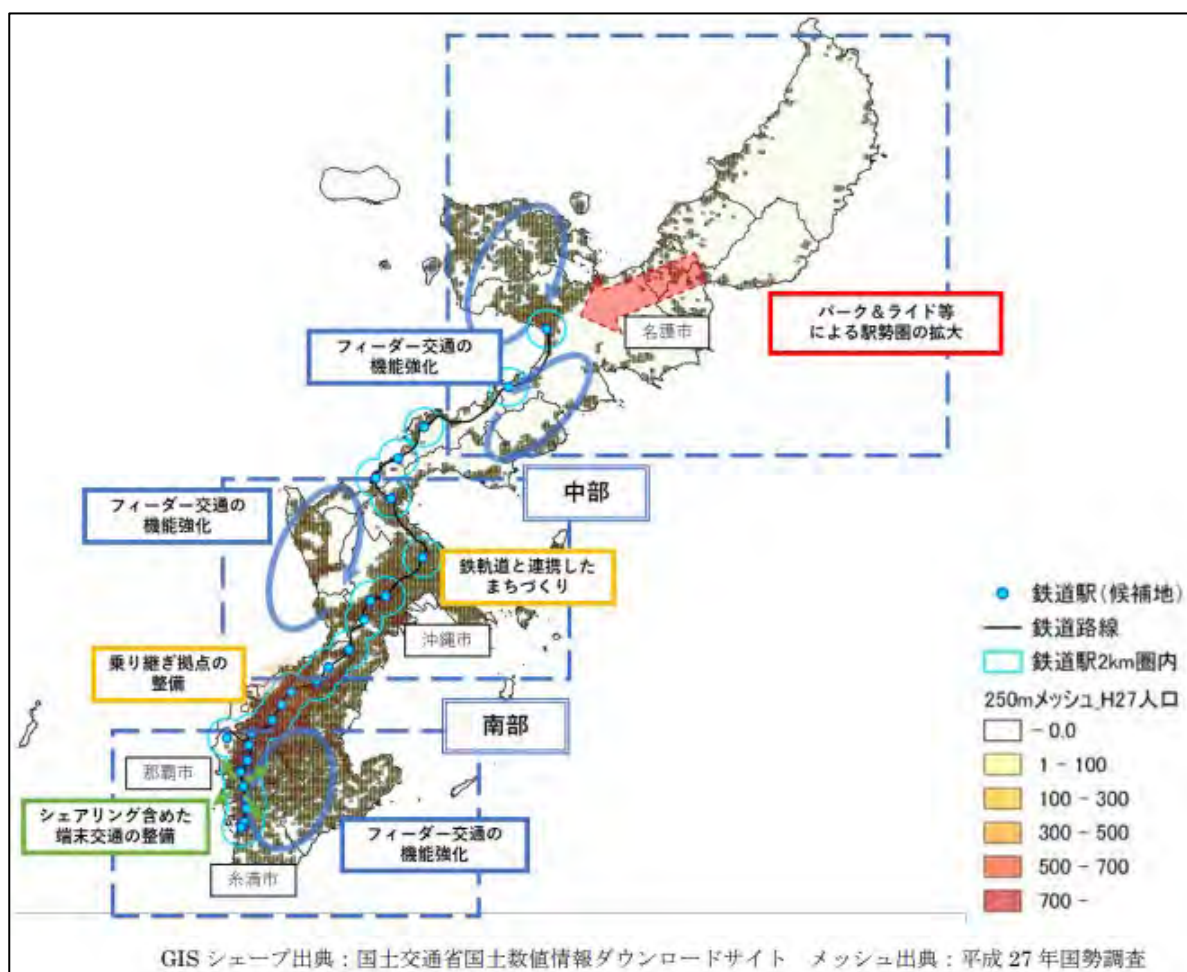 パーク＆ライド等
による駅勢圏の拡大
名護市
フィーダー交通の
機能強化
中部
フィーダー交通の
機能強化
鉄軌道と連携した
まちづくり
沖縄市
乗り継ぎ拠点の
整備
南部
那覇市
シェアリング含めた
端末交通の整備
フィーダー交通の
機能強化
糸満市
鉄道駅(候補地)
鉄道路線
鉄道駅2km圏内
250mメッシュ_H27人口
- 0.0
1 - 100
100 - 300
300 - 500
500 - 700
700 -
GIS シェープ出典：国土交通省国土数値情報ダウンロードサイト　メッシュ出典：平成 27 年国勢調査